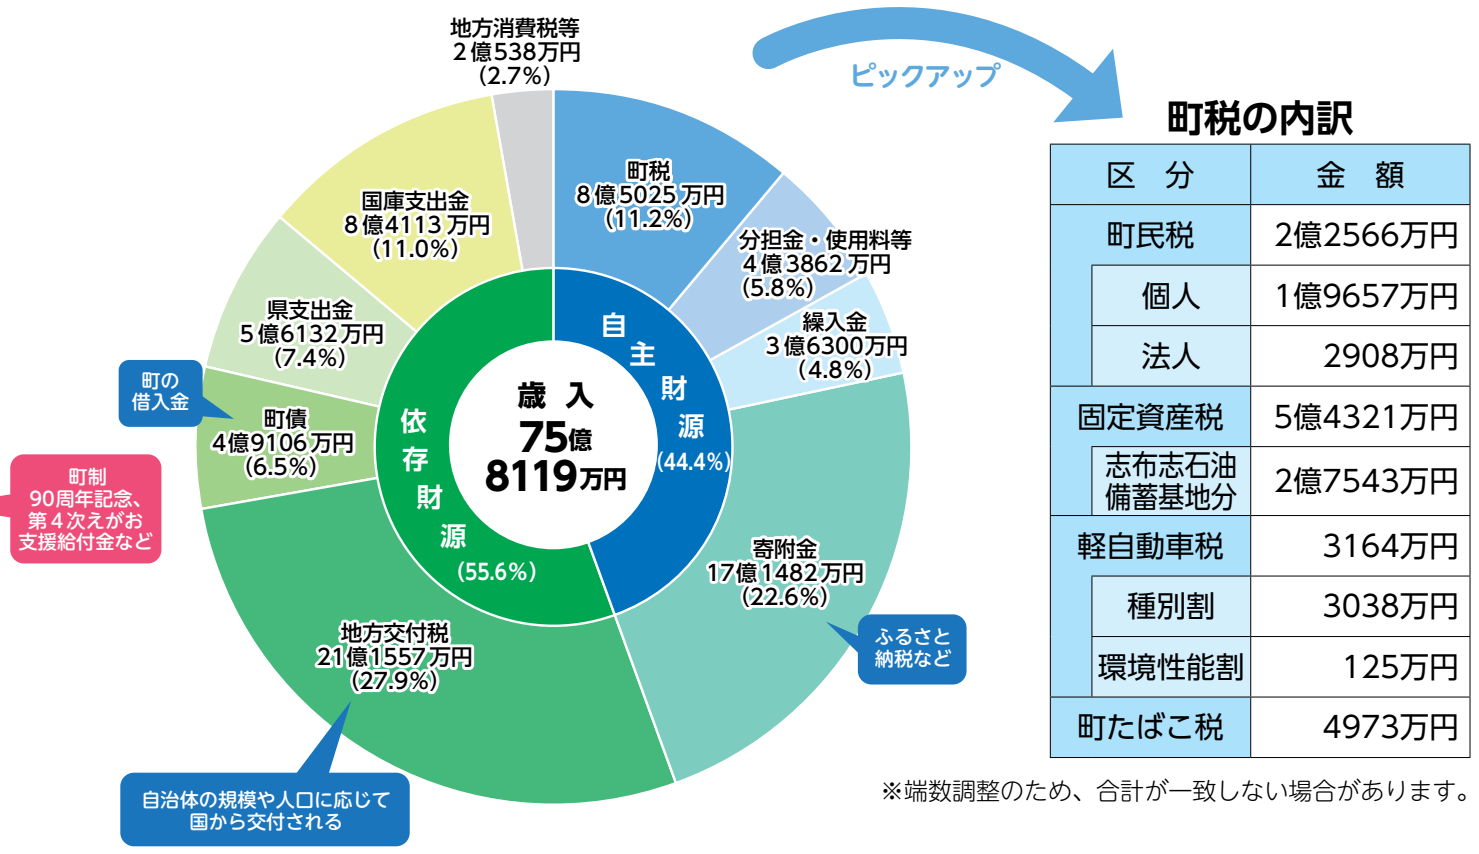 地方消費税等
2億538万円
(2.7%)
ピックアップ
町税
8億5025万円
(11.2%)
分担金・使用料等
4億3862万円
(5.8%)
繰入金
3億6300万円
(4.8%)
寄附金
17億1482万円
(22.6%)
ふるさと
納税など
地方交付税
21億1557万円
(27.9%)
自治体の規模や人口に応じて
国から交付される
町債
4億9106万円
(6.5%)
町の
借入金
町制
90周年記念、
第4次えがお
支援給付金など
県支出金
5億6132万円
(7.4%)
国庫支出金
8億4113万円
(11.0%)
自主財源
(44.4%)
依存財源
(55.6%)
歳入
75億
8119万円
町税の内訳
区 分 金 額
町民税 2億2566万円
個人 1億9657万円
法人 2908万円
固定資産税 5億4321万円
志布志石油
備蓄基地分 2億7543万円
軽自動車税 3164万円
種別割 3038万円
環境性能割 125万円
町たばこ税 4973万円
※端数調整のため、合計が一致しない場合があります。